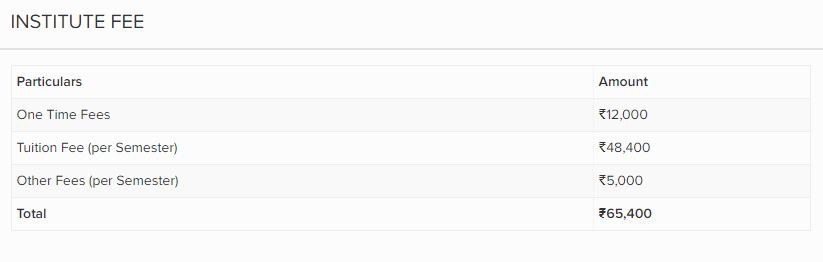 INSTITUTE FEE
Particulars Amount
One Time Fees ₹12,000
Tuition Fee (per Semester) ₹48,400
Other Fees (per Semester) ₹5,000
Total ₹65,400